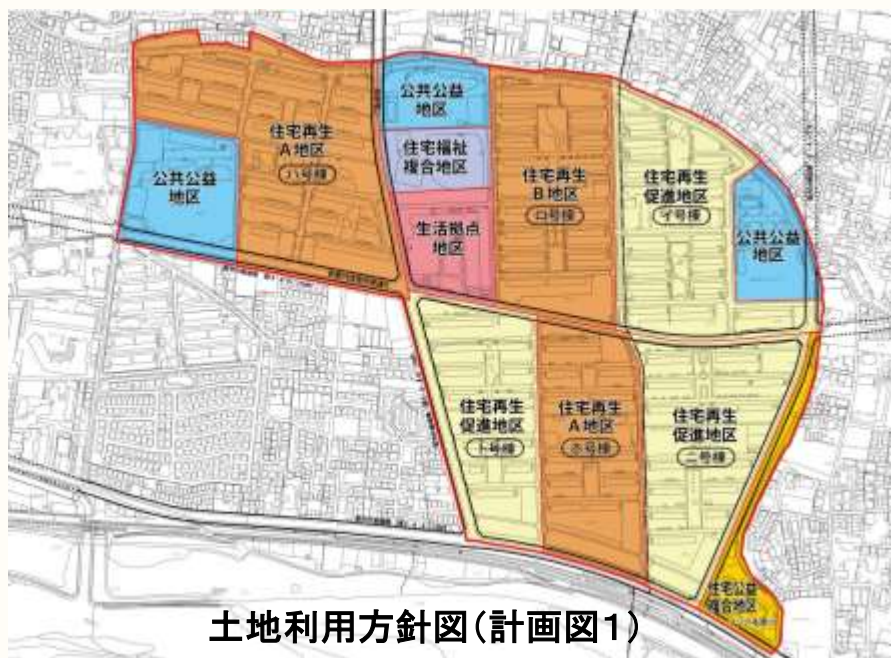 公共公益
地区
住宅再生
A地区
ハ号棟
公共公益
地区
住宅福祉
複合地区
生活拠点
地区
住宅再生
B地区
ロ号棟
住宅再生
促進地区
イ号棟
公共公益
地区
住宅再生
促進地区
ト号棟
住宅再生
A地区
ホ号棟
住宅再生
促進地区
ニ号棟
住宅公益
複合地区
土地利用方針図(計画図1)